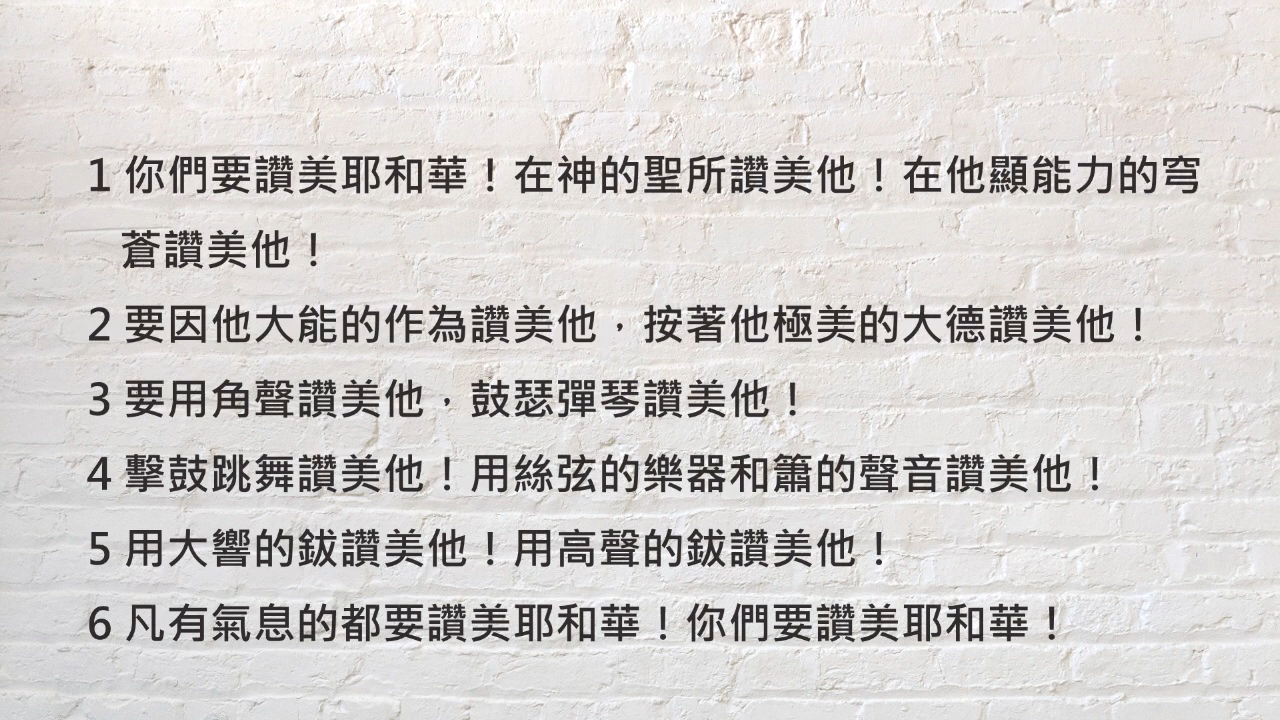 1 你們要讚美耶和華！在神的聖所讚美他！在他顯能力的穹
蒼讚美他！
2 要因他大能的作為讚美他，按著他極美的大德讚美他！
3 要用角聲讚美他，鼓瑟彈琴讚美他！
4 擊鼓跳舞讚美他！用絲弦的樂器和簫的聲音讚美他！
5 用大響的鈸讚美他！用高聲的鈸讚美他！
6 凡有氣息的都要讚美耶和華！你們要讚美耶和華！